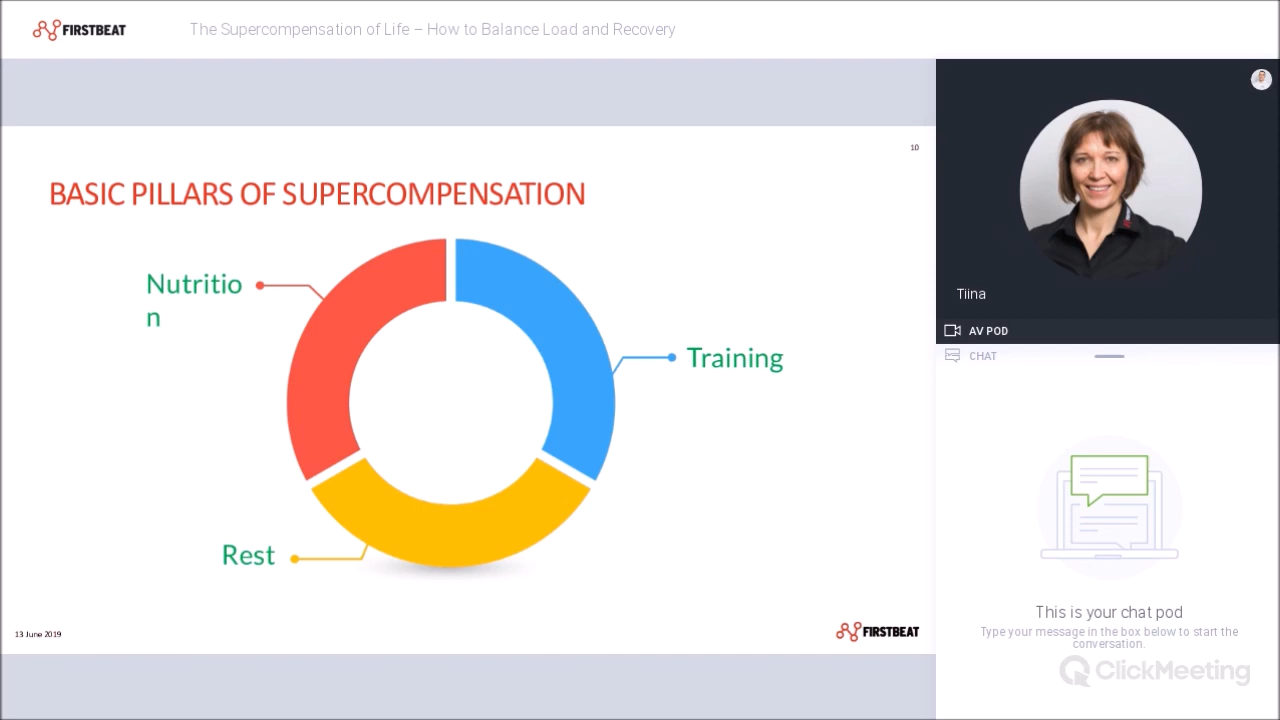 FIRSTBEAT
The Supercompensation of Life – How to Balance Load and Recovery
10
BASIC PILLARS OF SUPERCOMPENSATION
Nutritio
n
Training
Rest
13 June 2019
FIRSTBEAT
Tiina
AV POD
CHAT
This is your chat pod
Type your message in the box below to start the
conversation.
ClickMeeting